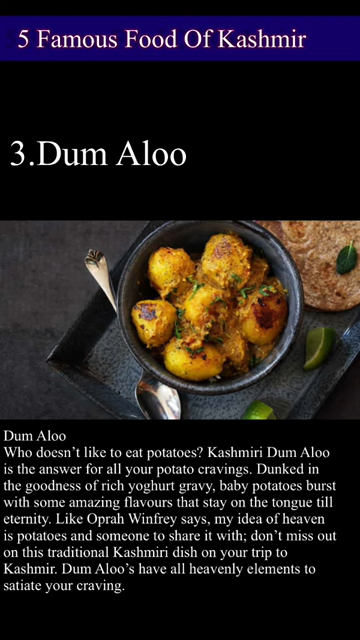 5 Famous Food Of Kashmir
3.Dum Aloo
Dum Aloo
Who doesn't like to eat potatoes? Kashmiri Dum Aloo
is the answer for all your potato cravings. Dunked in
the goodness of rich yoghurt gravy, baby potatoes burst
with some amazing flavours that stay on the tongue till
eternity. Like Oprah Winfrey says, my idea of heaven
is potatoes and someone to share it with; don't miss out
on this traditional Kashmiri dish on your trip to
Kashmir. Dum Aloo's have all heavenly elements to
satiate your craving.